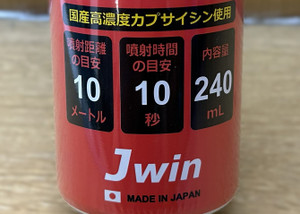 国産高濃度カプサイシン使用
噴射距離
の目安
10
メートル
噴射時間
の目安
10
秒
内容量
240
mL
Jwin
MADE IN JAPAN